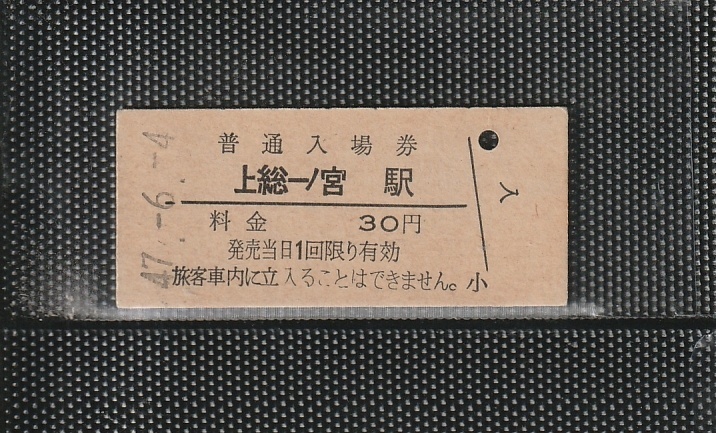 普通入場券
上総一ノ宮 駅
料金 30円
発売当日1回限り有効
旅客車内に立入ることはできません。
小
入
47.-6.-4